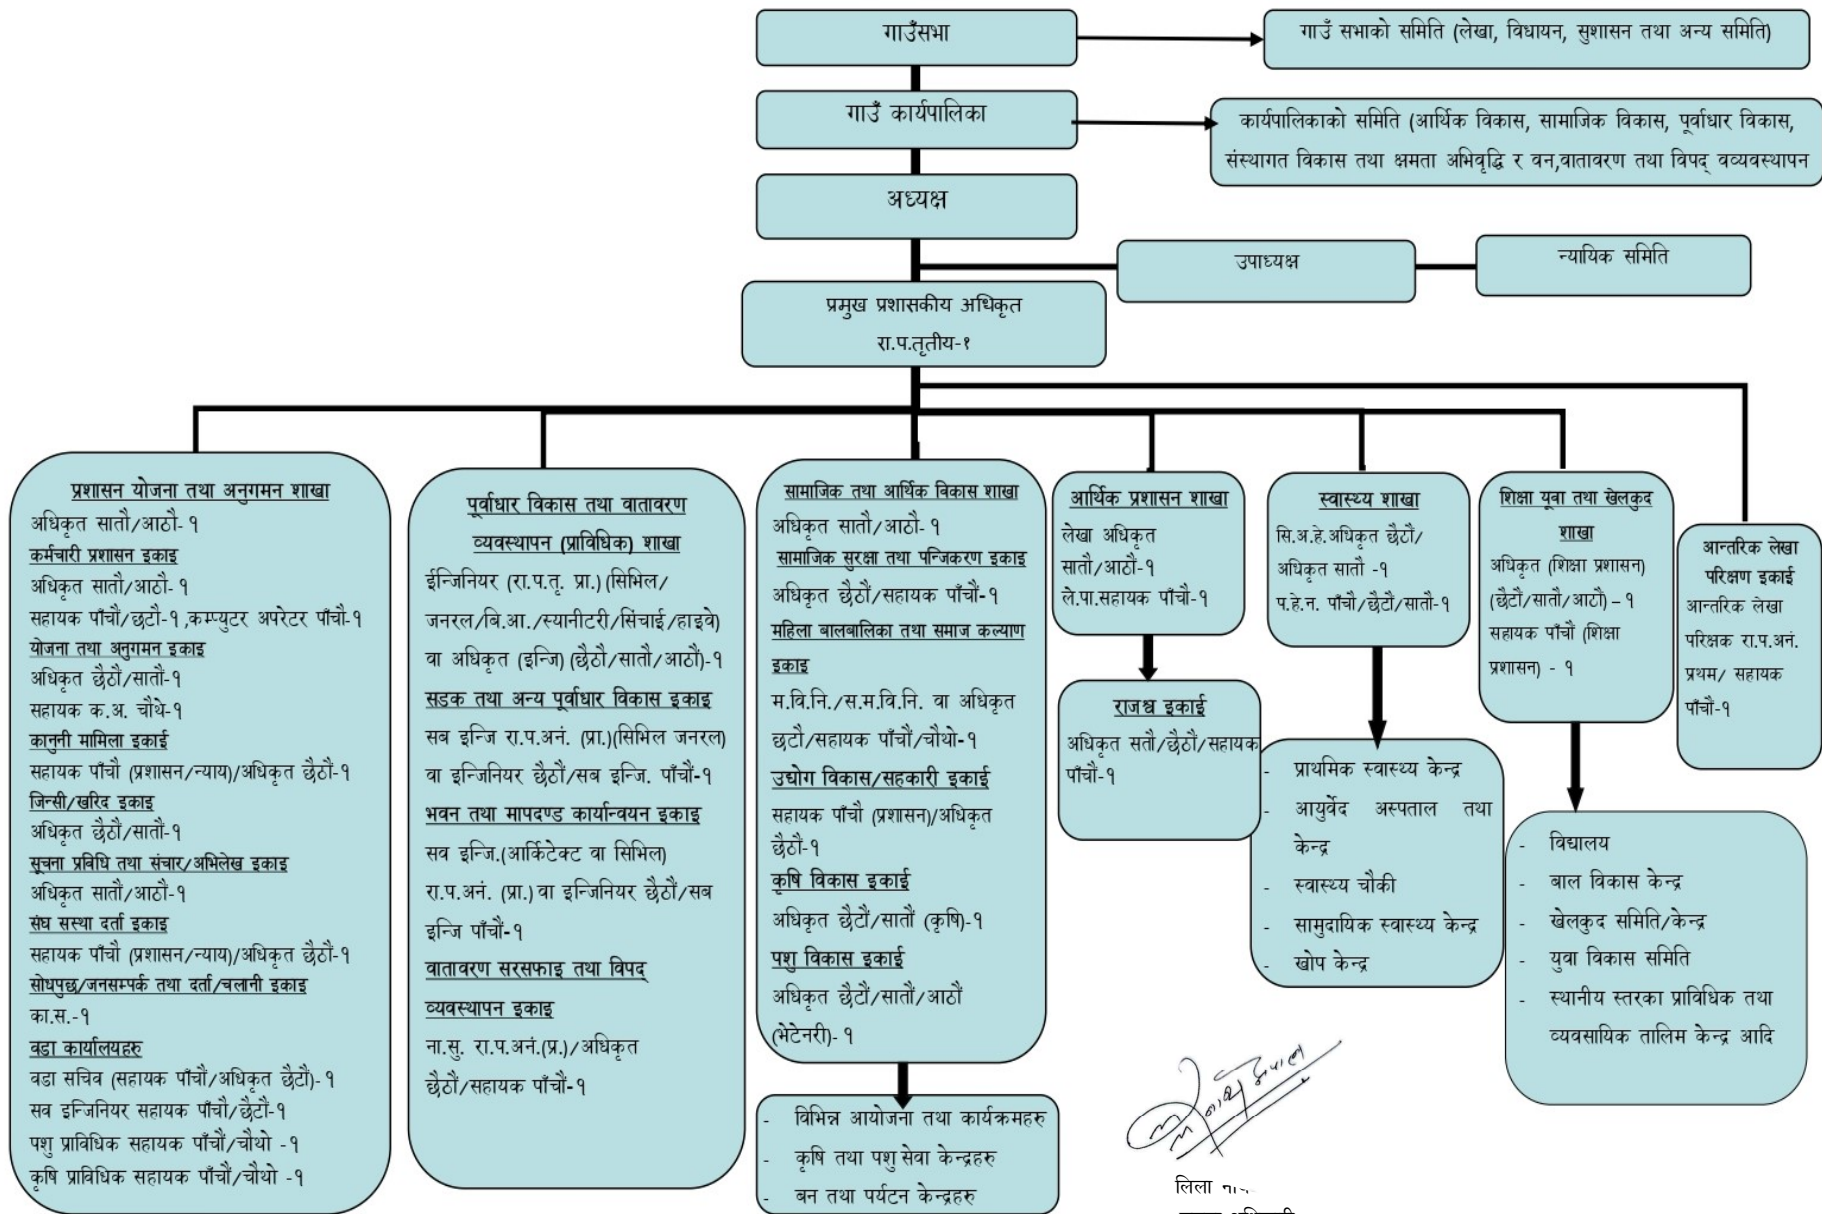 गाउँसभा
गाउँ सभाको समिति (लेखा, विधायन, सुशासन तथा अन्य समिति)
गाउँ कार्यपालिका
कार्यपालिकाको समिति (आर्थिक विकास, सामाजिक विकास, पूर्वाधार विकास,
संस्थागत विकास तथा क्षमता अभिवृद्धि र वन,वातावरण तथा विपद् वव्यवस्थापन
अध्यक्ष
उपाध्यक्ष
न्यायिक समिति
प्रमुख प्रशासकीय अधिकृत
रा.प.तृतीय-१
प्रशासन योजना तथा अनुगमन शाखा
अधिकृत सातौ/आठौ- १
कर्मचारी प्रशासन इकाइ
अधिकृत सातौ/आठौ- १
सहायक पाँचौ/छटौ-१ ,कम्प्युटर अपरेटर पाँचौ-१
योजना तथा अनुगमन इकाइ
अधिकृत छैठौं/सातौं-१
सहायक क.अ. चौथे-१
कानुनी मामिला इकाई
सहायक पाँचौ (प्रशासन/न्याय)/अधिकृत छैठौं-१
जिन्सी/खरिद इकाइ
अधिकृत छैठौं/सातौं-१
सूचना प्रविधि तथा संचार/अभिलेख इकाइ
अधिकृत सातौं/आठौं-१
संघ सस्था दर्ता इकाइ
सहायक पाँचौ (प्रशासन/न्याय)/अधिकृत छैठौं-१
सोधपुछ/जनसम्पर्क तथा दर्ता/चलानी इकाइ
का.स.-१
वडा कार्यालयहरु
वडा सचिव (सहायक पाँचौ/अधिकृत छैटौं)- १
सव इन्जिनियर सहायक पाँचौ/छैटौं-१
पशु प्राविधिक सहायक पाँचौं/चौथो -१
कृषि प्राविधिक सहायक पाँचौं/चौथो -१
पूर्वाधार विकास तथा वातावरण
व्यवस्थापन (प्राविधिक) शाखा
ईन्जिनियर (रा.प.तृ. प्रा.) (सिभिल/
जनरल/बि.आ./स्यानीटरी/सिंचाई/हाइवे)
वा अधिकृत (इन्जि) (छैठौं/सातौ/आठौं)-१
सडक तथा अन्य पूर्वाधार विकास इकाइ
सब इन्जि रा.प.अनं. (प्रा.)(सिभिल जनरल)
वा इन्जिनियर छैठौं/सब इन्जि. पाँचौं-१
भवन तथा मापदण्ड कार्यान्वयन इकाइ
सव इन्जि.(आर्किटेक्ट वा सिभिल)
रा.प.अनं. (प्रा.) वा इन्जिनियर छैठौं/सब
इन्जि पाँचौं-१
वातावरण सरसफाइ तथा विपद्
व्यवस्थापन इकाइ
ना.सु. रा.प.अनं.(प्र.)/अधिकृत
छैठौं/सहायक पाँचौं-१
सामाजिक तथा आर्थिक विकास शाखा
अधिकृत सातौ/आठौ- १
सामाजिक सुरक्षा तथा पन्जिकरण इकाइ
अधिकृत छैठौं/सहायक पाँचौं-१
महिला बालबालिका तथा समाज कल्याण
इकाइ
म.वि.नि./स.म.वि.नि. वा अधिकृत
छटौ/सहायक पाँचौं/चौथो-१
उद्योग विकास/सहकारी इकाई
सहायक पाँचौ (प्रशासन)/अधिकृत
छैठौं-१
कृषि विकास इकाई
अधिकृत छैटौं/सातौं (कृषि)-१
पशु विकास इकाई
अधिकृत छैटौं/सातौं/आठौं
(भेटेनरी)- १
- विभिन्न आयोजना तथा कार्यक्रमहरु
- कृषि तथा पशु सेवा केन्द्रहरु
- बन तथा पर्यटन केन्द्रहरु
आर्थिक प्रशासन शाखा
लेखा अधिकृत
सातौ/आठौं-१
ले.पा.सहायक पाँचौ-१
राजश्व इकाई
अधिकृत सतौ/छैठौं/सहायक
पाँचौं-१
स्वास्थ्य शाखा
सि.अ.हे.अधिकृत छैटौं/
अधिकृत सातौ -१
प.हे.न. पाँचौ/छैटौं/सातौ-१
- प्राथमिक स्वास्थ्य केन्द्र
- आयुर्वेद अस्पताल तथा
केन्द्र
- स्वास्थ्य चौकी
- सामुदायिक स्वास्थ्य केन्द्र
- खोप केन्द्र
शिक्षा यूबा तथा खेलकुद
शाखा
अधिकृत (शिक्षा प्रशासन)
(छैटौं/सातौ/आटौ) – १
सहायक पाँचौं (शिक्षा
प्रशासन) - १
- विद्यालय
- बाल विकास केन्द्र
- खेलकुद समिति/केन्द्र
- युवा विकास समिति
- स्थानीय स्तरका प्राविधिक तथा
व्यवसायिक तालिम केन्द्र आदि
आन्तरिक लेखा
परिक्षण इकाई
आन्तरिक लेखा
परिक्षक रा.प.अनं.
प्रथम/ सहायक
पाँचौ-१
लिला